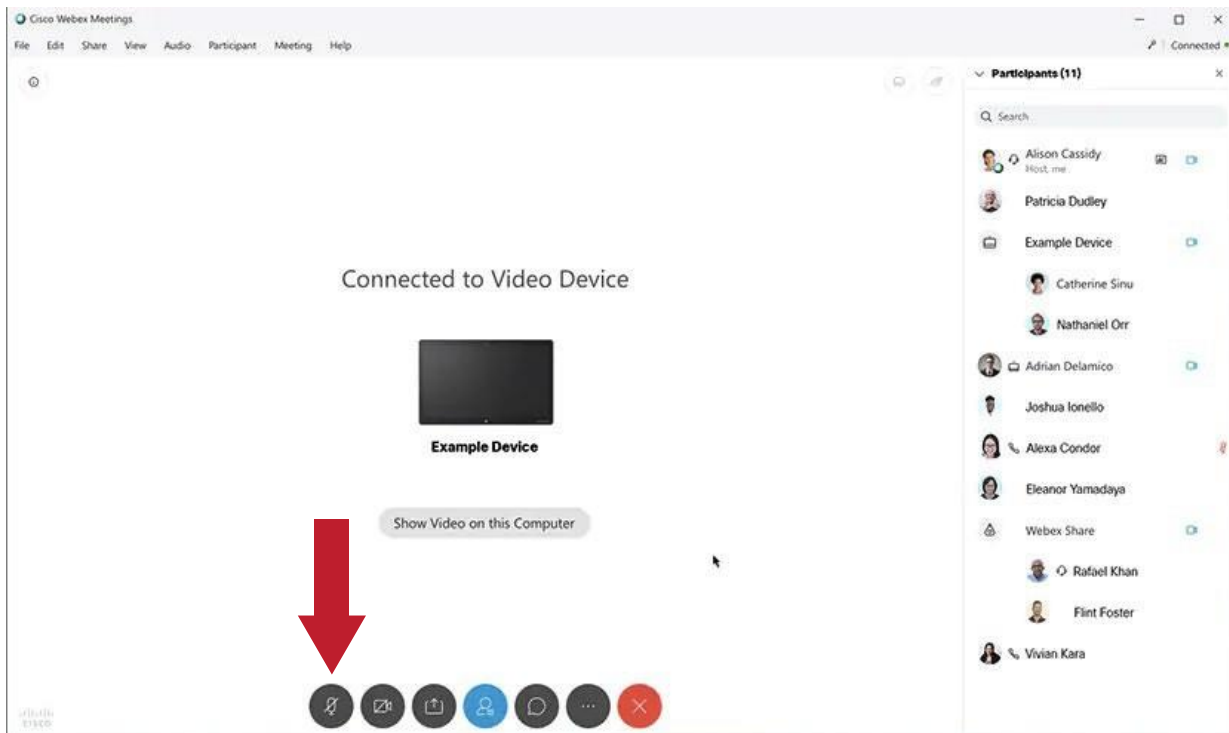 Cisco Webex Meetings
File Edit Share View Audio Participant Meeting Help
Connected
Participants (11)
Search
Alison Cassidy
Host, me
Patricia Dudley
Example Device
Catherine Sinu
Nathaniel Orr
Adrian Delamico
Joshua Ionello
Alexa Condor
Eleanor Yamadaya
Webex Share
Rafael Khan
Flint Foster
Vivian Kara
Connected to Video Device
Example Device
Show Video on this Computer
CISCO